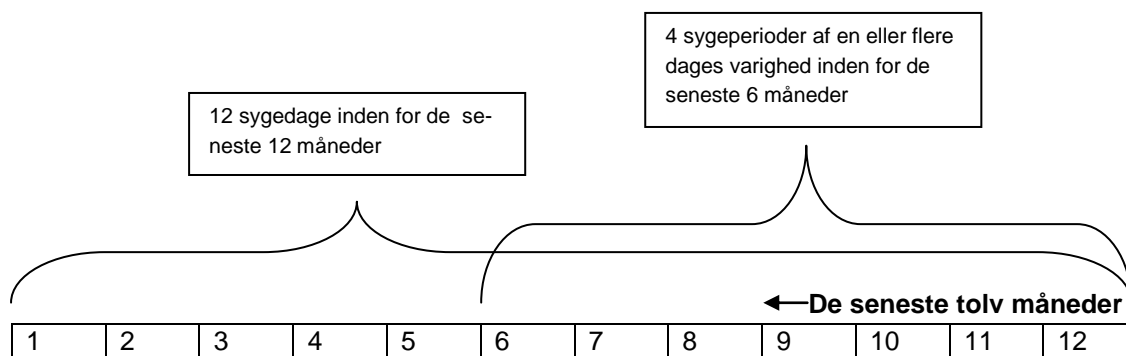 4 sygeperioder af en eller flere
dages varighed inden for de
seneste 6 måneder
12 sygedage inden for de se-
neste 12 måneder
De seneste tolv måneder
1 2 3 4 5 6 7 8 9 10 11 12